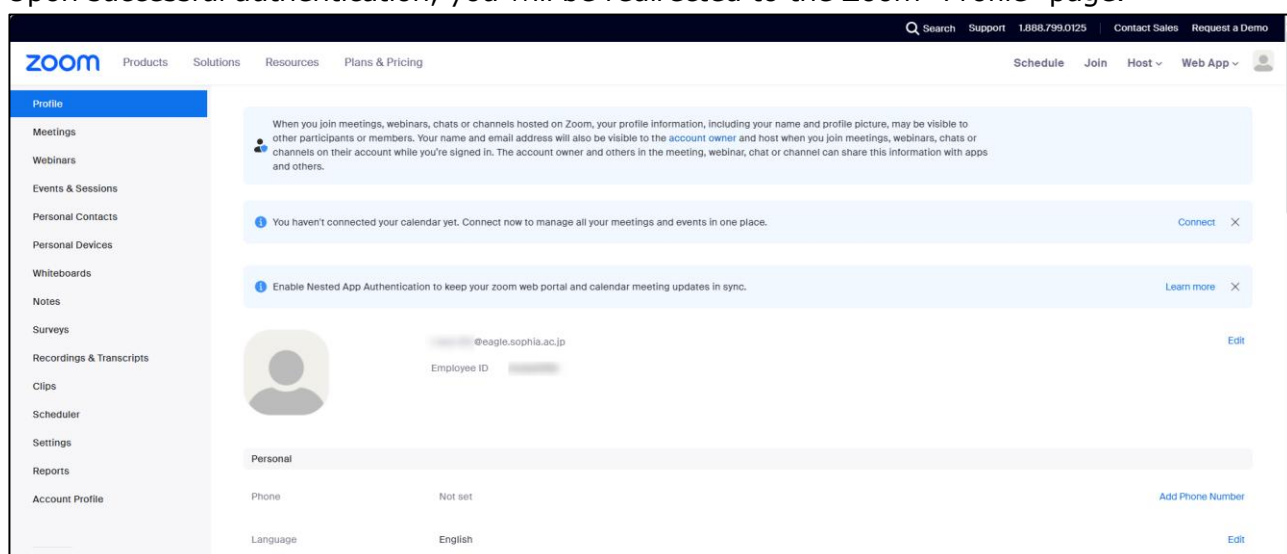 Upon successful authentication, you will be redirected to the Zoom "Profile" page.
Search Support 1.888.799.0125 Contact Sales Request a Demo
zoom Products Solutions Resources Plans & Pricing Schedule Join Host Web App
Profile
Meetings
Webinars
Events & Sessions
Personal Contacts
Personal Devices
Whiteboards
Notes
Surveys
Recordings & Transcripts
Clips
Scheduler
Settings
Reports
Account Profile
When you join meetings, webinars, chats or channels hosted on Zoom, your profile information, including your name and profile picture, may be visible to
other participants or members. Your name and email address will also be visible to the account owner and host when you join meetings, webinars, chats or
channels on their account while you're signed in. The account owner and others in the meeting, webinar, chat or channel can share this information with apps
and others.
You haven't connected your calendar yet. Connect now to manage all your meetings and events in one place. Connect
Enable Nested App Authentication to keep your zoom web portal and calendar meeting updates in sync. Learn more
@eagle.sophia.ac.jp Edit
Employee ID
Personal
Phone Not set Add Phone Number
Language English Edit